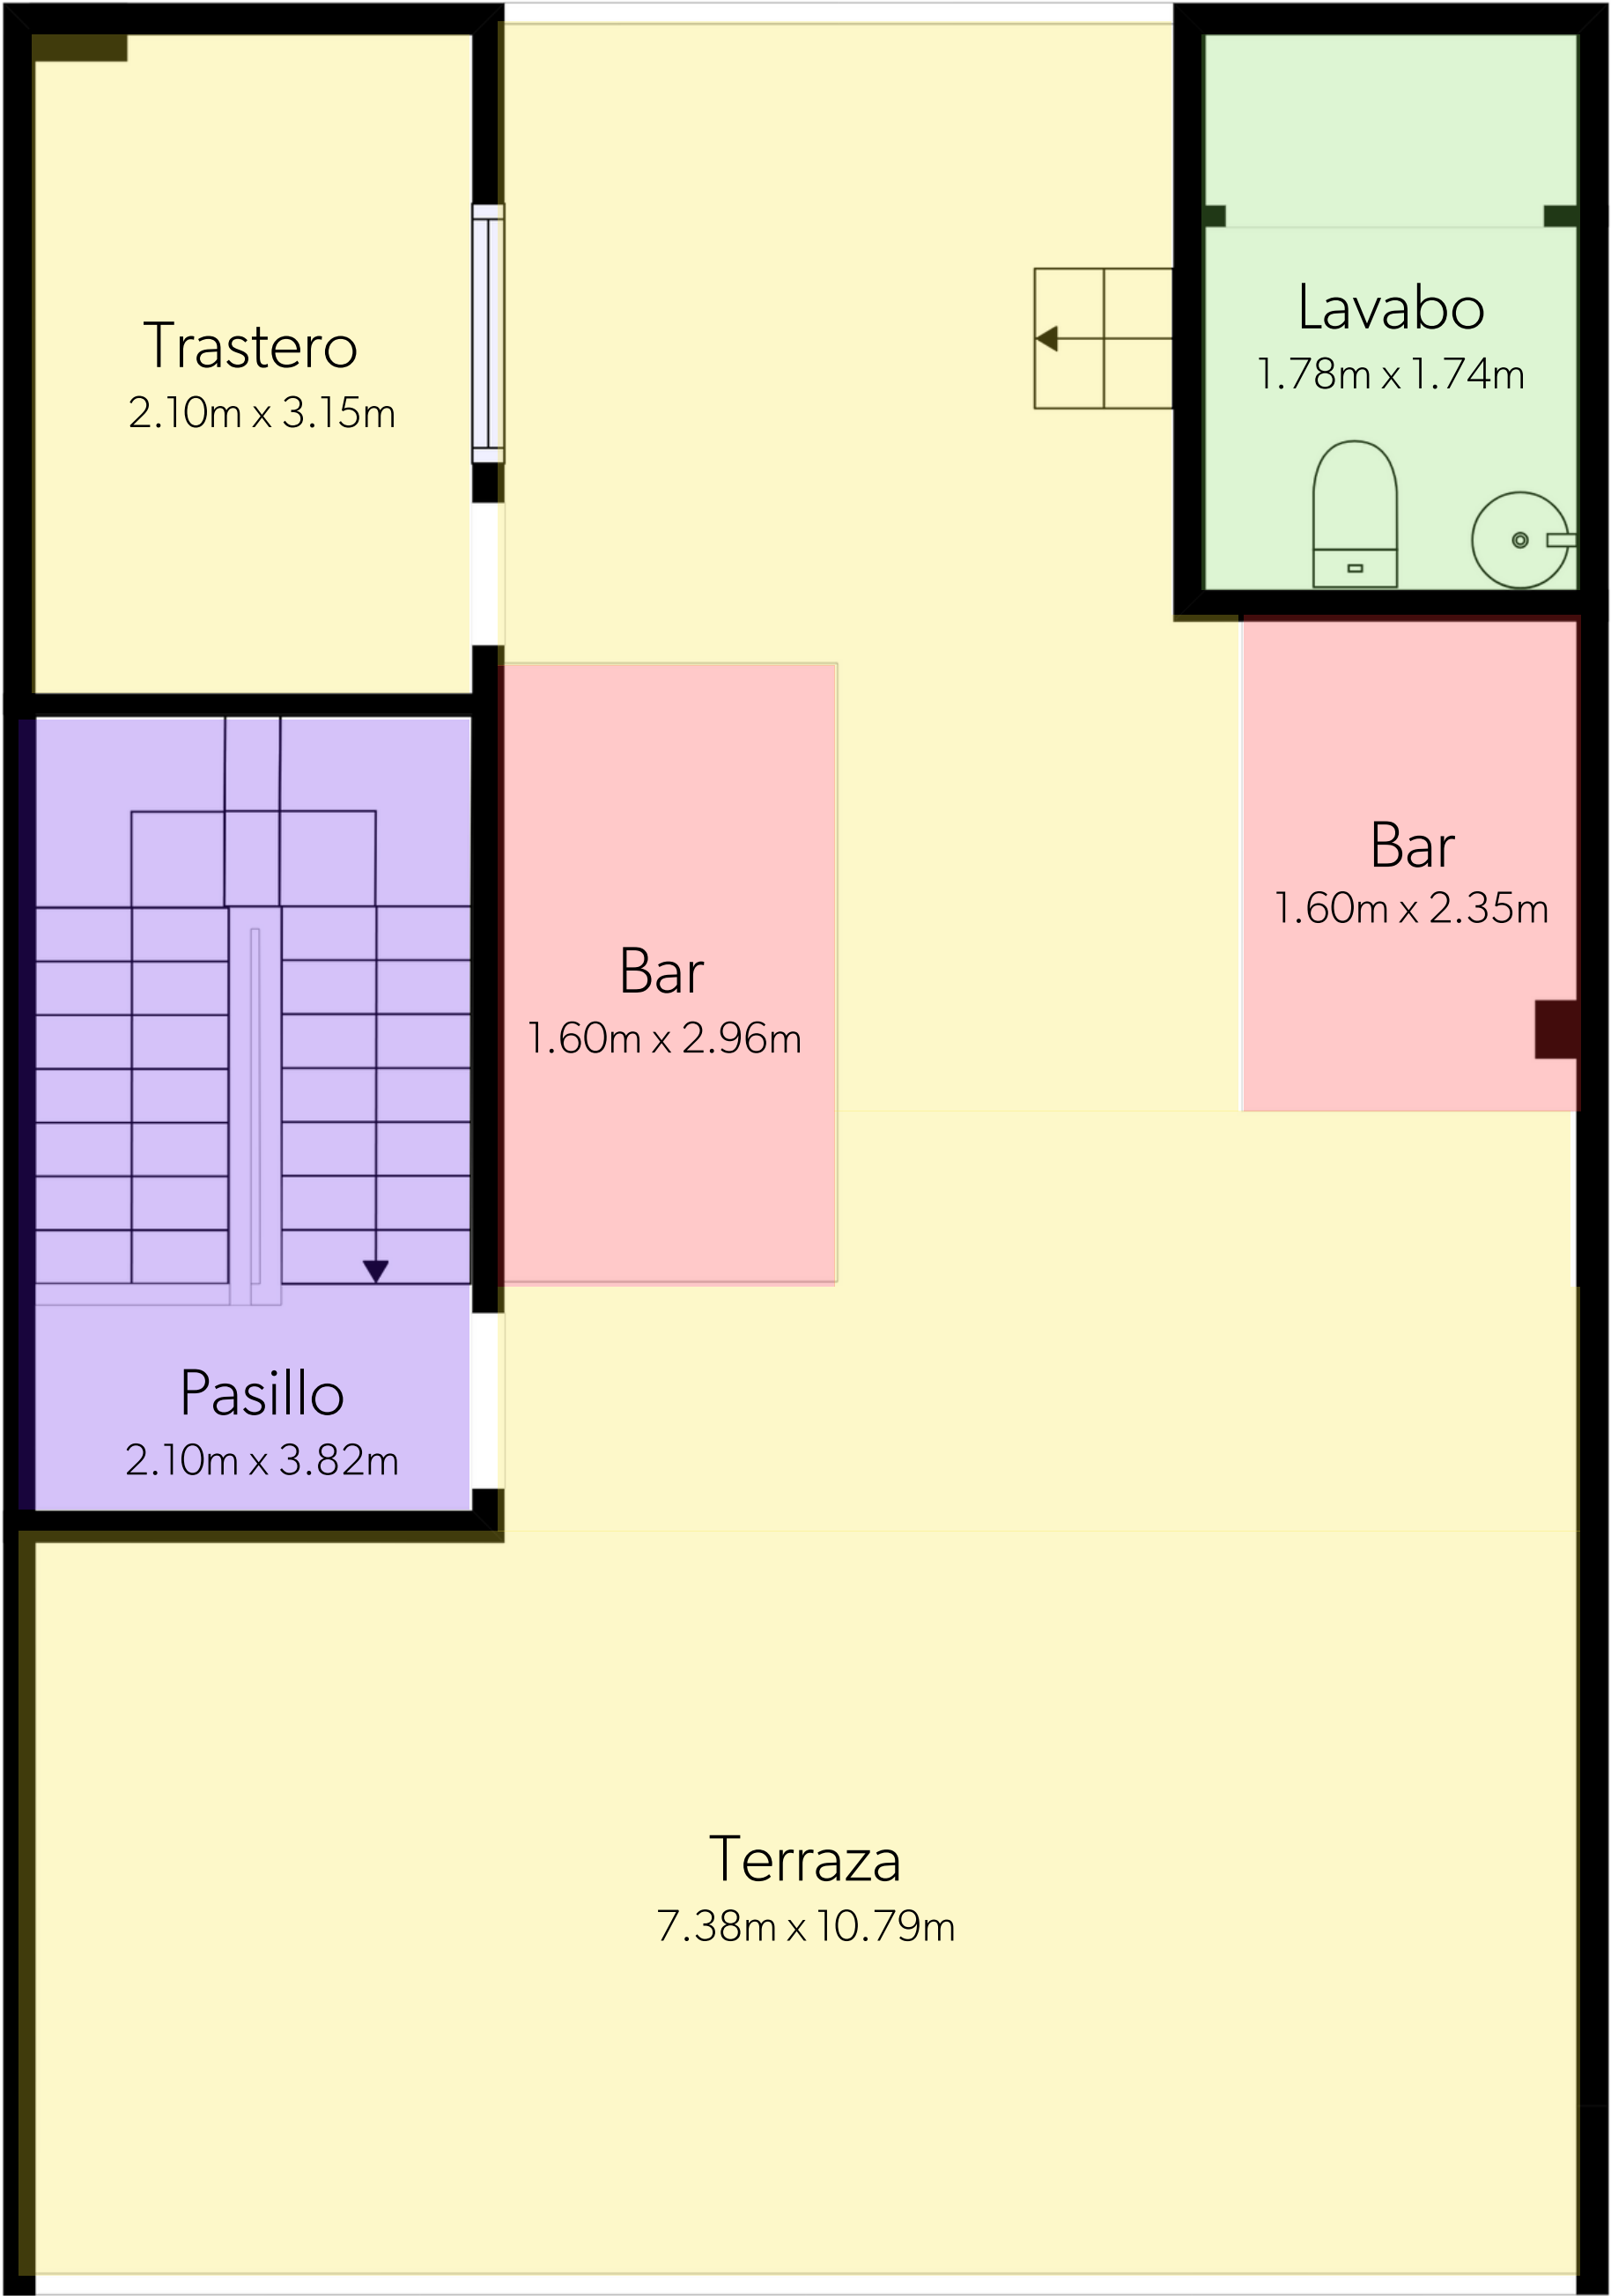 Trastero
2.10m x 3.15m
Lavabo
1.78m x 1.74m
Bar
1.60m x 2.35m
Bar
1.60m x 2.96m
Pasillo
2.10m x 3.82m
Terraza
7.38m x 10.79m